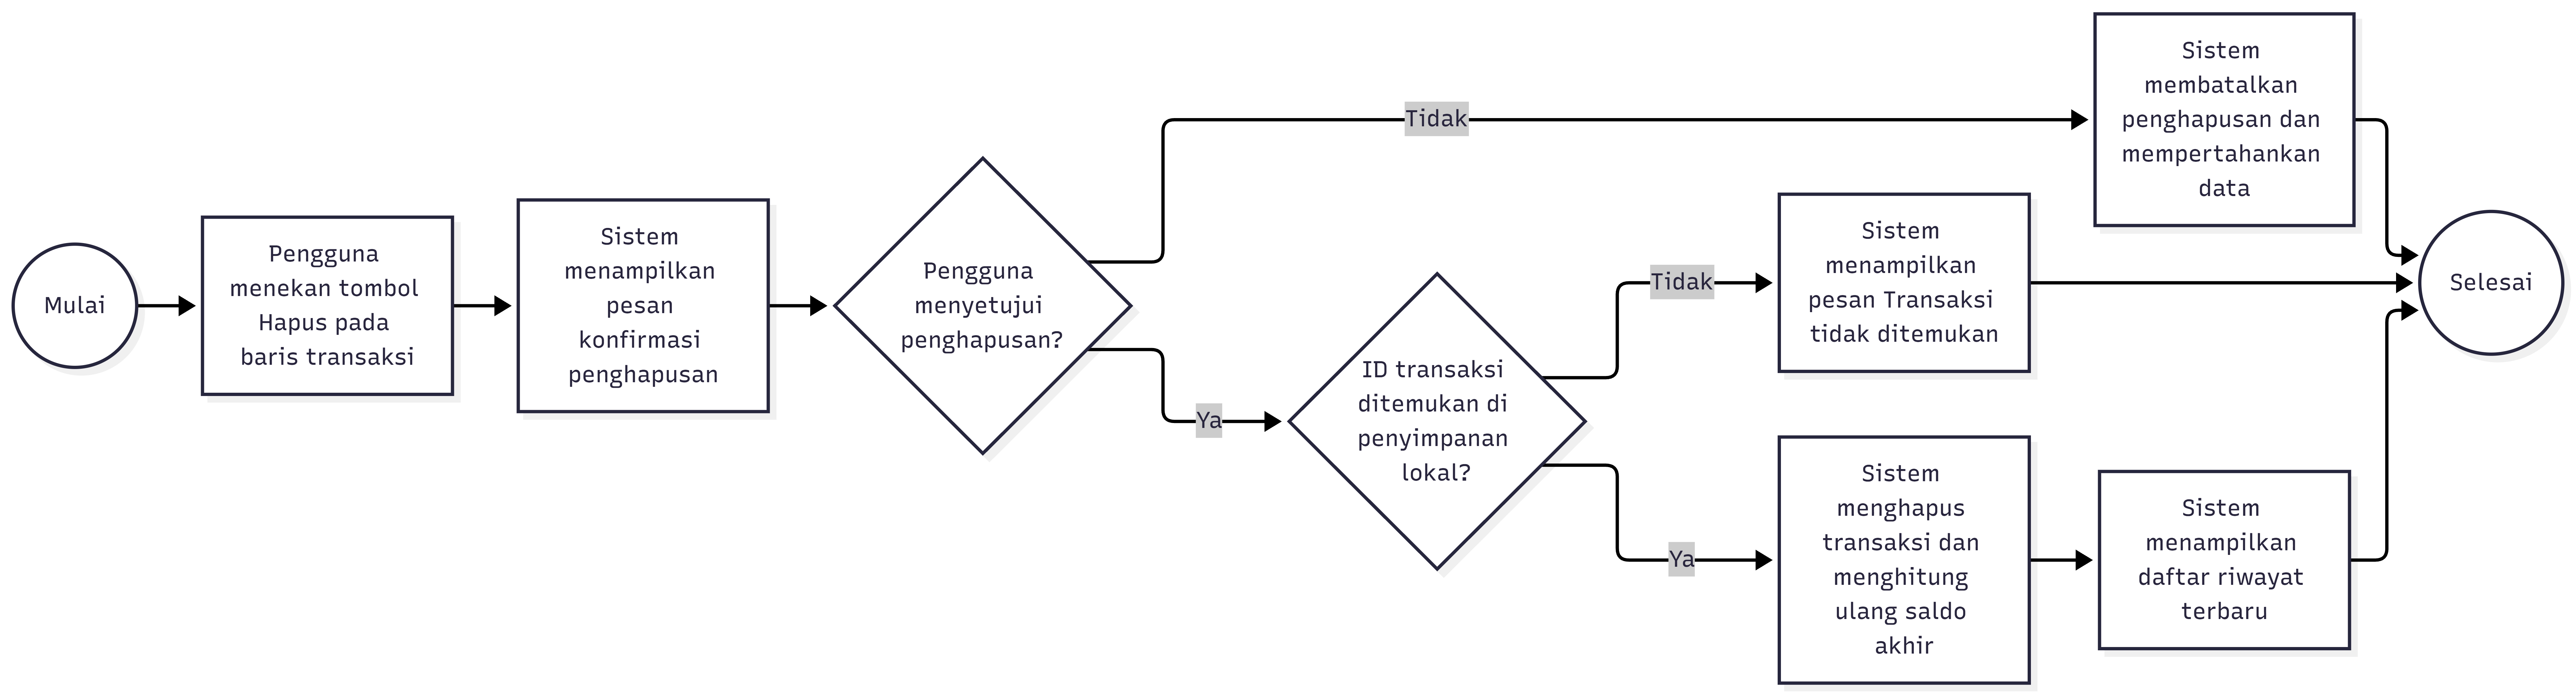 Mulai
Pengguna
menekan tombol
Hapus pada
baris transaksi
Sistem
menampilkan
pesan
konfirmasi
penghapusan
Pengguna
menyetujui
penghapusan?
Tidak
Ya
ID transaksi
ditemukan di
penyimpanan
lokal?
Tidak
Ya
Sistem
membatalkan
penghapusan dan
mempertahankan
data
Sistem
menampilkan
pesan Transaksi
tidak ditemukan
Sistem
menghapus
transaksi dan
menghitung
ulang saldo
akhir
Sistem
menampilkan
daftar riwayat
terbaru
Selesai